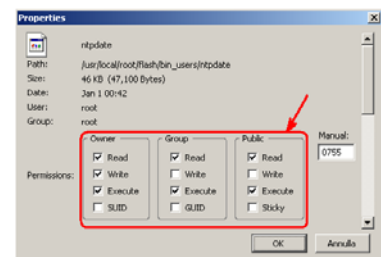 Properties
ntpdate
Path: /usr/local/root/flash/bin_users/ntpdate
Size: 46 KB (47,100 Bytes)
Date: Jan 1 00:42
User: root
Group: root
Owner Group Public Manual:
Read Read Read 0755
Permissions: Write Write Write
Execute Execute Execute
SUID GUID Sticky
OK Annulla